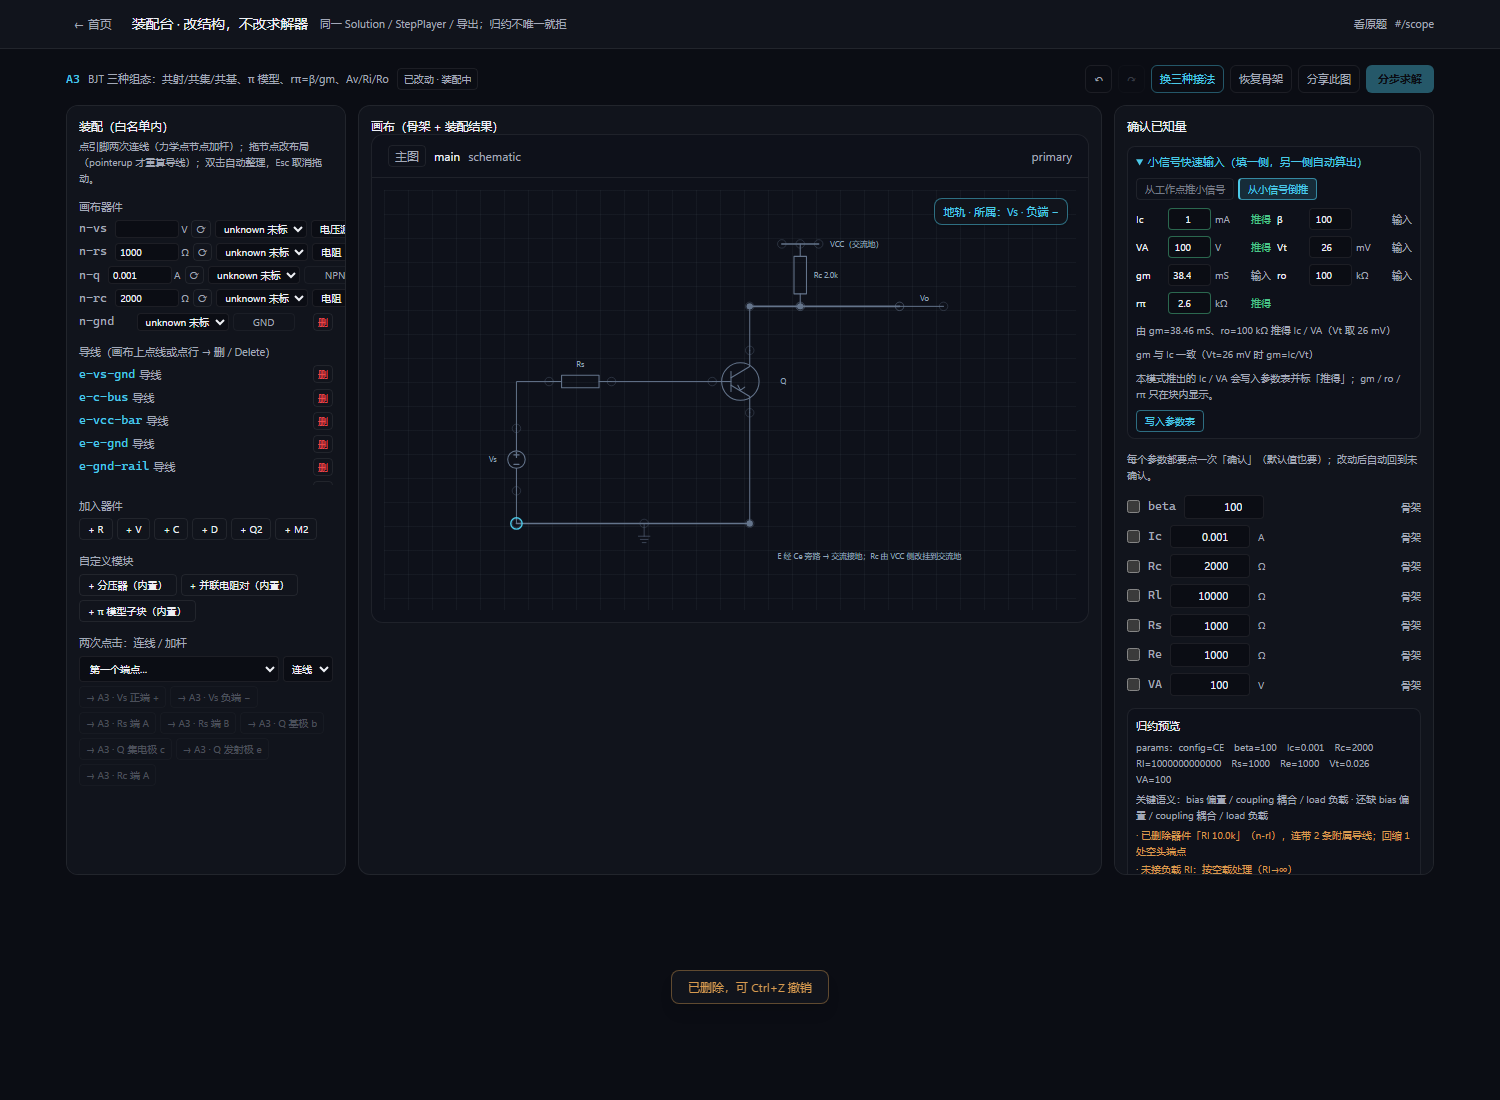 ← 首页
装配台 · 改结构，不改求解器
同一 Solution / StepPlayer / 导出；归约不唯一就拒
看原题
#/scope
A3 BJT 三种组态：共射/共集/共基、π 模型、rπ=β/gm、Av/Ri/Ro
已改动 · 装配中
换三种接法
恢复骨架
分享此图
分步求解
装配（白名单内）
点引脚两次连线（力学点节点加杆）；拖节点改布局
（pointerup 才重算导线）；双击自动整理，Esc 取消拖
动。
画布器件
n-vs V unknown 未标 电压源
n-rs 1000 Ω unknown 未标 电阻
n-q 0.001 A unknown 未标 NPN
n-rc 2000 Ω unknown 未标 电阻
n-gnd unknown 未标 GND 删
导线（画布上点线或点行 → 删 / Delete）
e-vs-gnd 导线 删
e-c-bus 导线 删
e-vcc-bar 导线 删
e-e-gnd 导线 删
e-gnd-rail 导线 删
加入器件
+ R
+ V
+ C
+ D
+ Q2
+ M2
自定义模块
+ 分压器（内置）
+ 并联电阻对（内置）
+ π 模型子块（内置）
两次点击：连线 / 加杆
第一个端点...
连线
→ A3 · Vs 正端 +
→ A3 · Vs 负端 −
→ A3 · Rs 端 A
→ A3 · Rs 端 B
→ A3 · Q 基极 b
→ A3 · Q 集电极 c
→ A3 · Q 发射极 e
→ A3 · Rc 端 A
画布（骨架 + 装配结果）
主图 main schematic
primary
地轨 · 所属：Vs · 负端 −
VCC（交流地）
Rc 2.0k
Vo
Rs
Q
Vs
E 经 Ce 旁路 → 交流接地；Rc 由 VCC 侧改挂到交流地
确认已知量
▼ 小信号快速输入（填一侧，另一侧自动算出）
从工作点推小信号
从小信号倒推
Ic 1 mA 推得 β 100 输入
VA 100 V 推得 Vt 26 mV 输入
gm 38.4 mS 输入 ro 100 kΩ 输入
rπ 2.6 kΩ 推得
由 gm=38.46 mS、ro=100 kΩ 推得 Ic / VA（Vt 取 26 mV）
gm 与 Ic 一致（Vt=26 mV 时 gm=Ic/Vt）
本模式推出的 Ic / VA 会写入参数表并标「推得」；gm / ro /
rπ 只在块内显示。
写入参数表
每个参数都要点一次「确认」（默认值也要）；改动后自动回到未
确认。
beta 100 骨架
Ic 0.001 A 骨架
Rc 2000 Ω 骨架
Rl 10000 Ω 骨架
Rs 1000 Ω 骨架
Re 1000 Ω 骨架
VA 100 V 骨架
归约预览
params：config=CE beta=100 Ic=0.001 Rc=2000
Rl=1000000000000 Rs=1000 Re=1000 Vt=0.026
VA=100
关键语义：bias 偏置 / coupling 耦合 / load 负载 · 还缺 bias 偏
置 / coupling 耦合 / load 负载
· 已删除器件「Rl 10.0k」（n-rl），连带 2 条附属导线；回缩 1
处空头端点
· 未接负载 Rl：按空载处理（Rl→∞）
已删除，可 Ctrl+Z 撤销